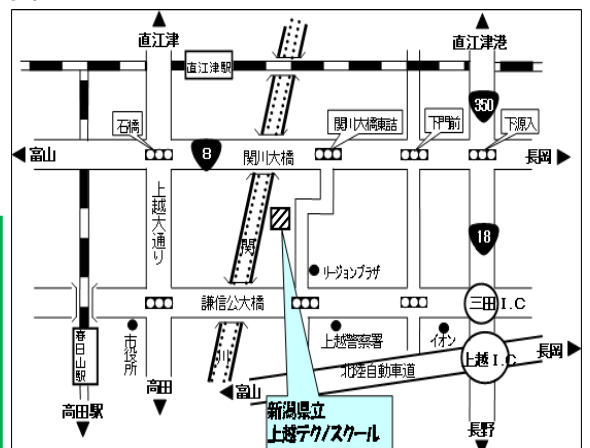 直江津
直江津港
直江津駅
350
石橋
関川大橋東詰
下門前
下源入
富山
8
関川大橋
長岡
上越大通り
関
18
リージョンプラザ
謙信公大橋
三田I.C
春日山駅
市役所
川
上越警察署
イオン
上越I.C
長岡
北陸自動車道
高田駅
高田
富山
新潟県立
上越テクノスクール
長野